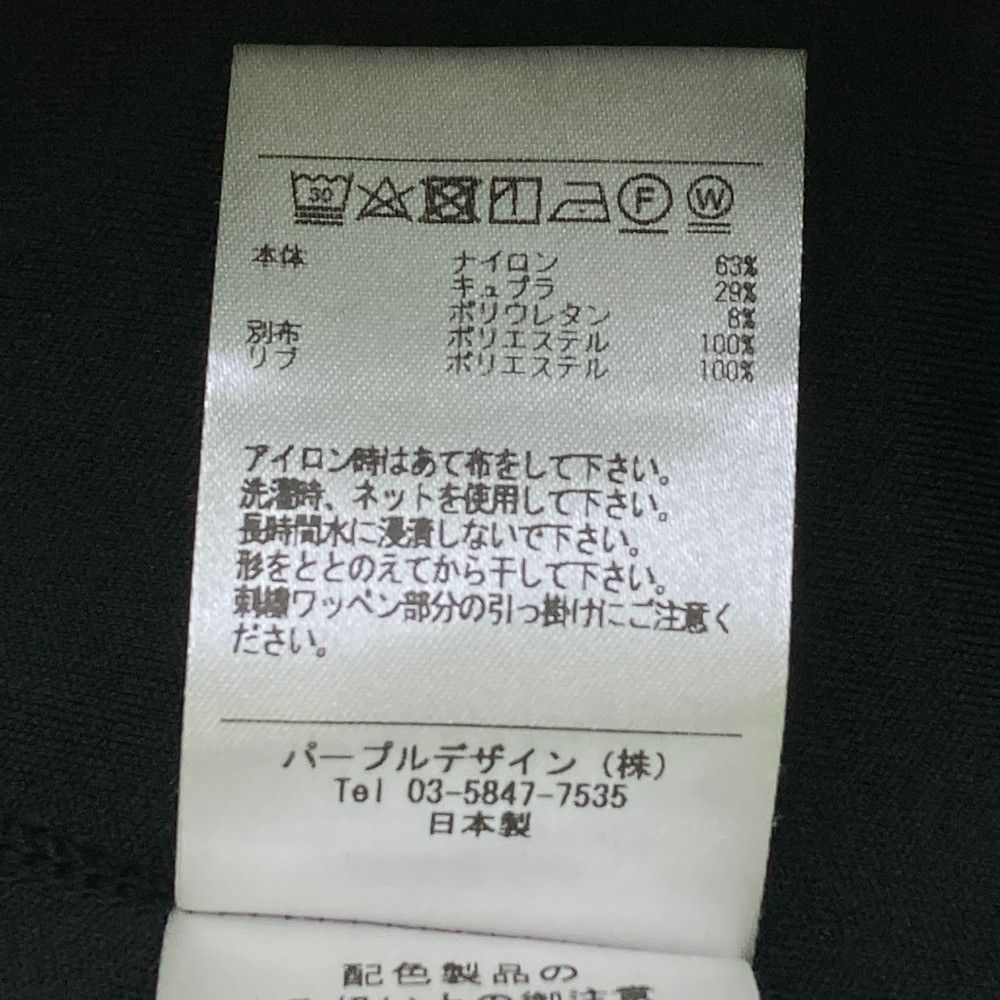 30 F W
本体 ナイロン 63%
キュプラ 29%
ポリウレタン 8%
別布 ポリエステル 100%
リブ ポリエステル 100%
アイロン時はあて布をして下さい。
洗濯時、ネットを使用して下さい。
長時間水に浸漬しないで下さい。
形をととのえてから干して下さい。
刺繍ワッペン部分の引っ掛けにご注意く
ださい。
パープルデザイン(株)
Tel 03-5847-7535
日本製
配色製品の